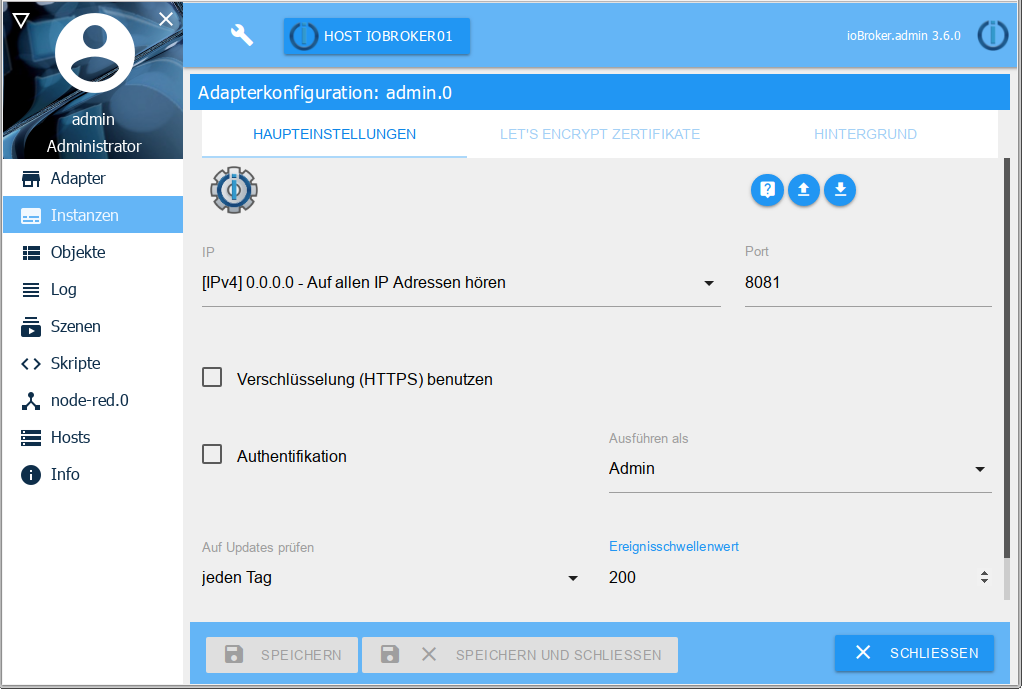 admin
Administrator
Adapter
Instanzen
Objekte
Log
Szenen
Skripte
node-red.0
Hosts
Info
HOST IOBROKER01
ioBroker.admin 3.6.0
Adapterkonfiguration: admin.0
HAUPTEINSTELLUNGEN
LET'S ENCRYPT ZERTIFIKATE
HINTERGRUND
IP
Port
[IPv4] 0.0.0.0 - Auf allen IP Adressen hören
8081
Verschlüsselung (HTTPS) benutzen
Authentifikation
Ausführen als
Admin
Auf Updates prüfen
jeden Tag
Ereignisschwellenwert
200
SPEICHERN
SPEICHERN UND SCHLIESSEN
SCHLIESSEN